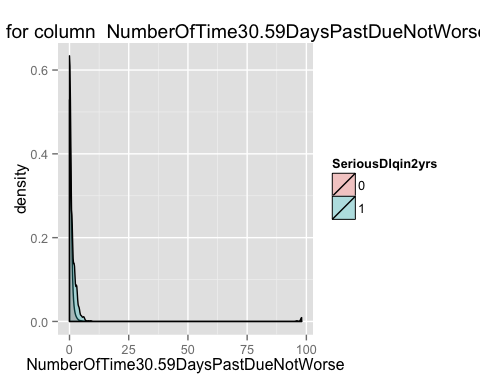 for column  NumberOfTime30.59DaysPastDueNotWorse
0.6
0.4
0.2
0.0
density
0 25 50 75 100
NumberOfTime30.59DaysPastDueNotWorse
SeriousDlqin2yrs
0
1